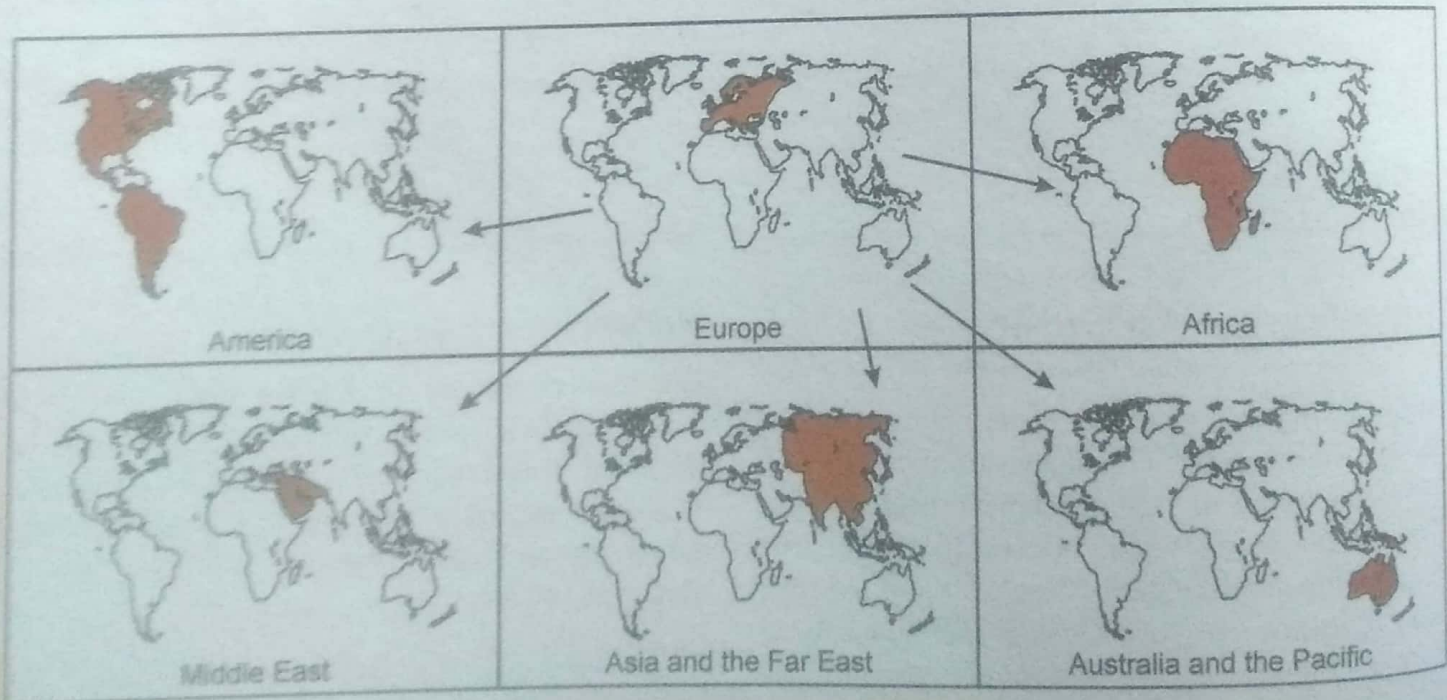 America
Europe
Africa
Middle East
Asia and the Far East
Australia and the Pacific